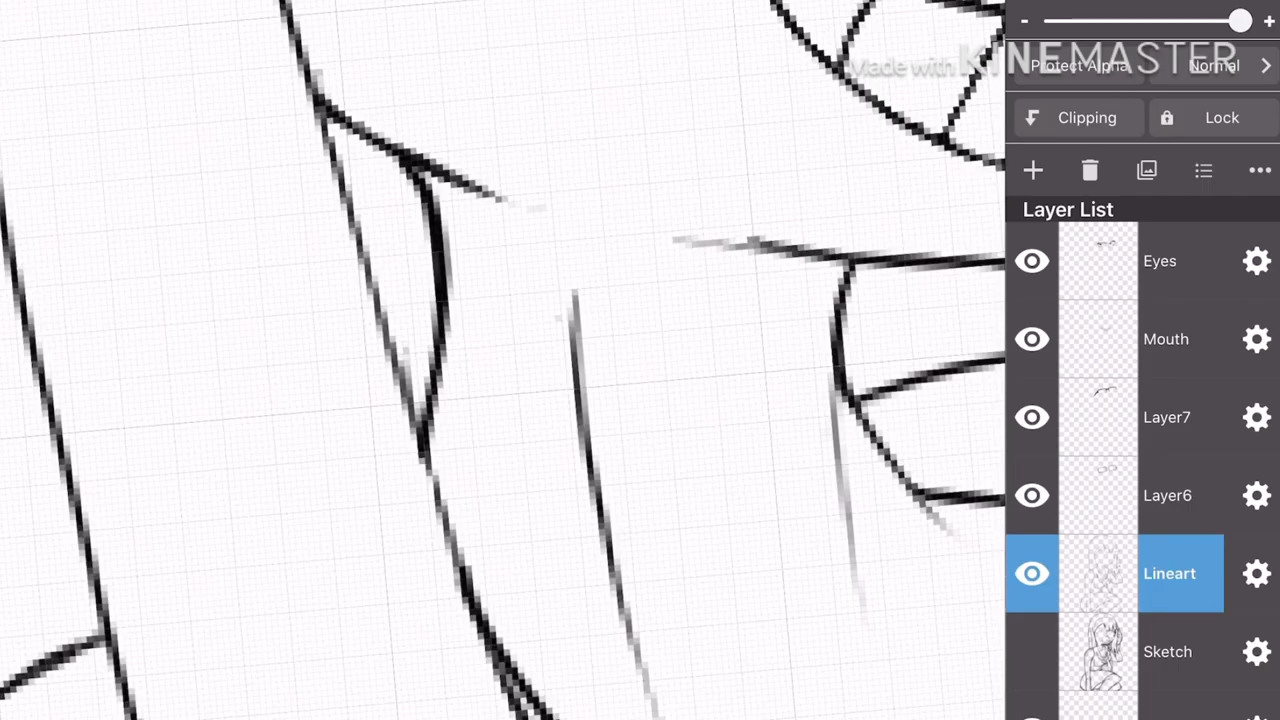 - +
Made with KINEMASTER
Protect Alpha Normal
Clipping Lock
Layer List
Eyes
Mouth
Layer7
Layer6
Lineart
Sketch